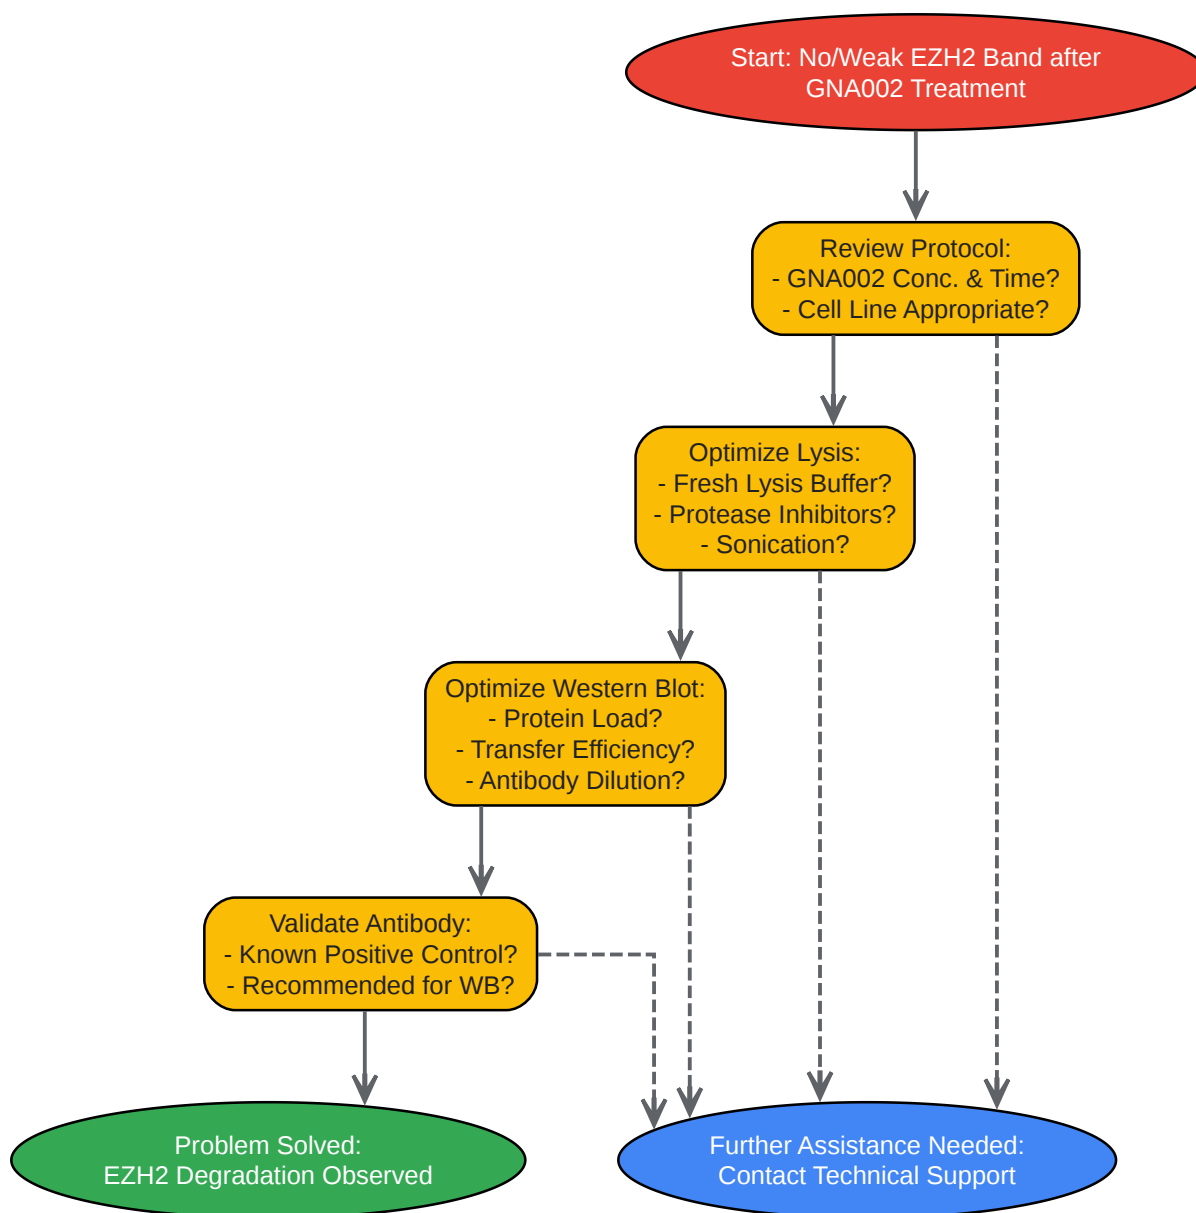 Start: No/Weak EZH2 Band after
GNA002 Treatment
Review Protocol:
- GNA002 Conc. & Time?
- Cell Line Appropriate?
Optimize Lysis:
- Fresh Lysis Buffer?
- Protease Inhibitors?
- Sonication?
Optimize Western Blot:
- Protein Load?
- Transfer Efficiency?
- Antibody Dilution?
Validate Antibody:
- Known Positive Control?
- Recommended for WB?
Problem Solved:
EZH2 Degradation Observed
Further Assistance Needed:
Contact Technical Support